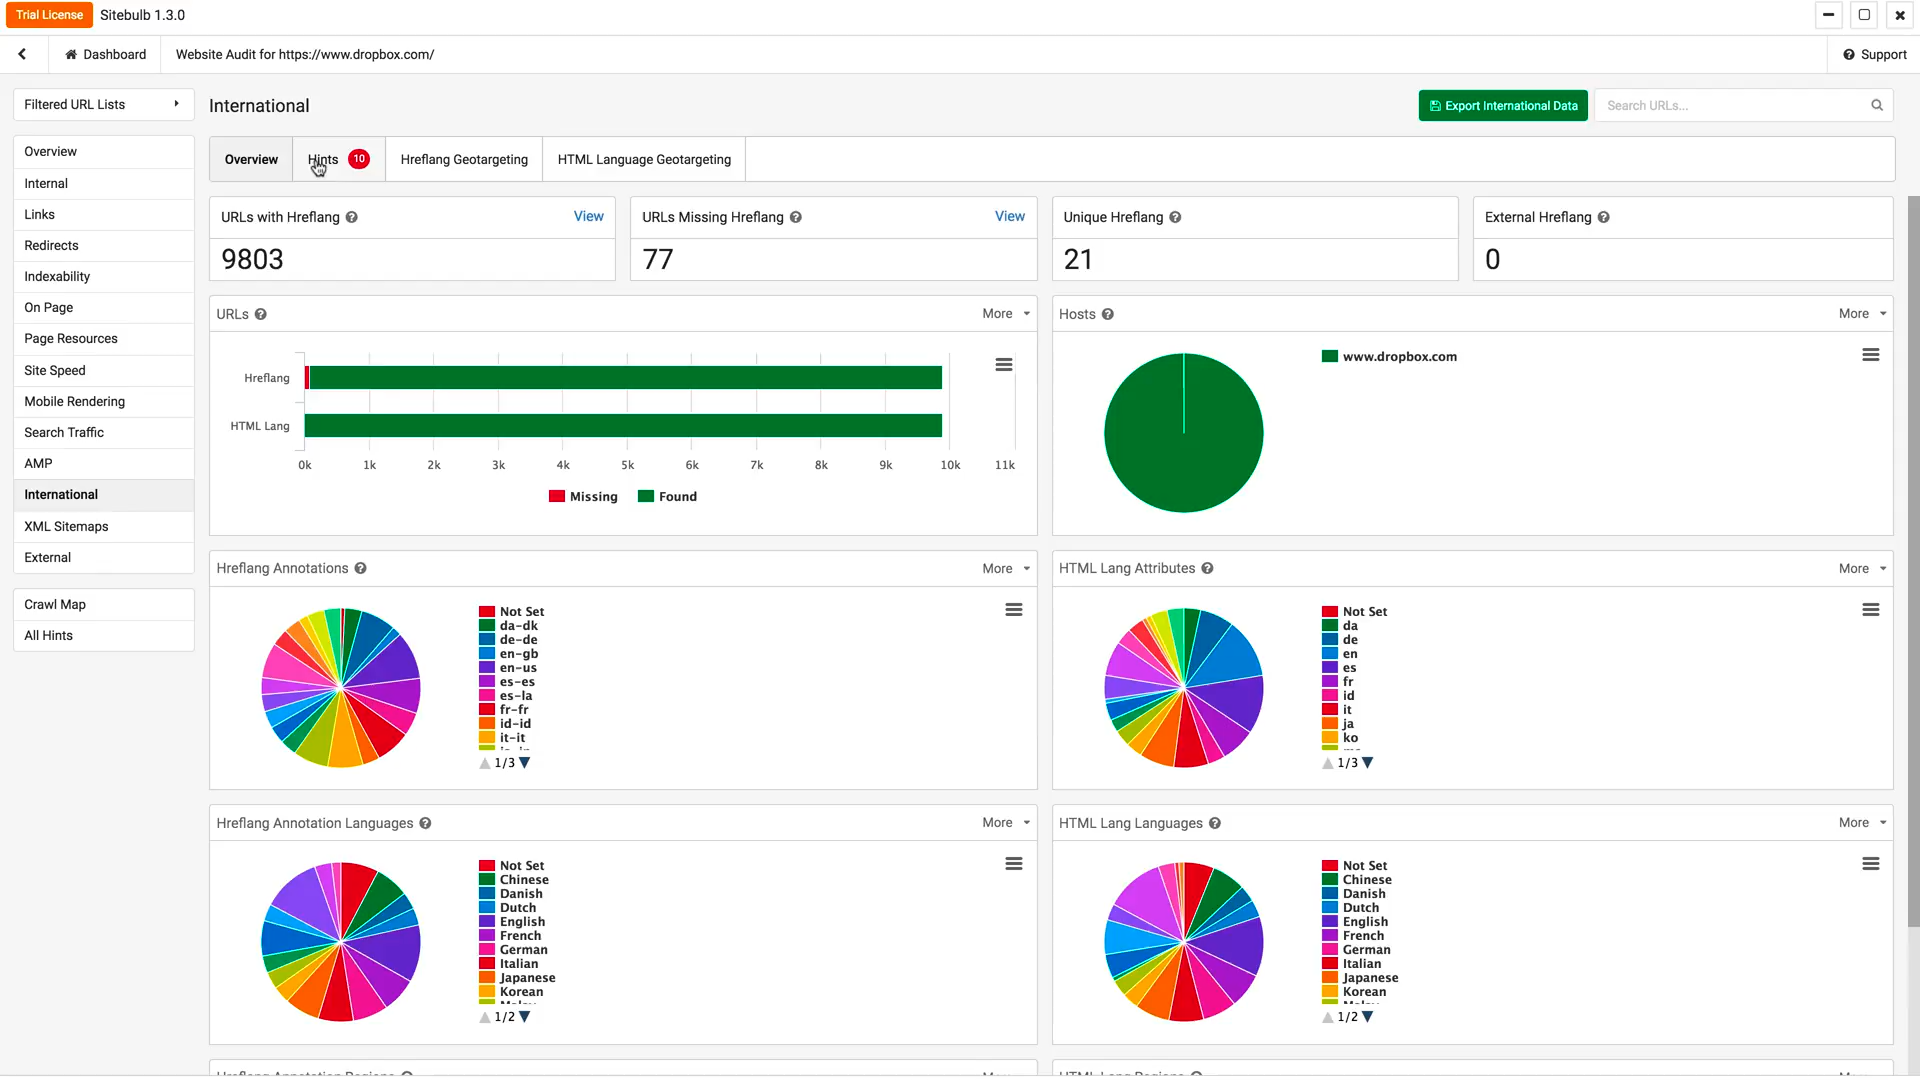 Trial License Sitebulb 1.3.0
Dashboard Website Audit for https://www.dropbox.com/ Support
Filtered URL Lists
Overview
Internal
Links
Redirects
Indexability
On Page
Page Resources
Site Speed
Mobile Rendering
Search Traffic
AMP
International
XML Sitemaps
External
Crawl Map
All Hints
International
Export International Data Search URLs...
Overview Hints 10 Hreflang Geotargeting HTML Language Geotargeting
URLs with Hreflang View
9803
URLs Missing Hreflang View
77
Unique Hreflang
21
External Hreflang
0
URLs More
Hreflang
HTML Lang
0k 1k 2k 3k 4k 5k 6k 7k 8k 9k 10k 11k
Missing Found
Hosts More
www.dropbox.com
Hreflang Annotations More
Not Set
da-dk
de-de
en-gb
en-us
es-es
es-la
fr-fr
id-id
it-it
1/3
HTML Lang Attributes More
Not Set
da
de
en
es
fr
id
it
ja
ko
1/3
Hreflang Annotation Languages More
Not Set
Chinese
Danish
Dutch
English
French
German
Italian
Japanese
Korean
1/2
HTML Lang Languages More
Not Set
Chinese
Danish
Dutch
English
French
German
Italian
Japanese
Korean
1/2
Hreflang Annotation Regions More
HTML Lang Regions More